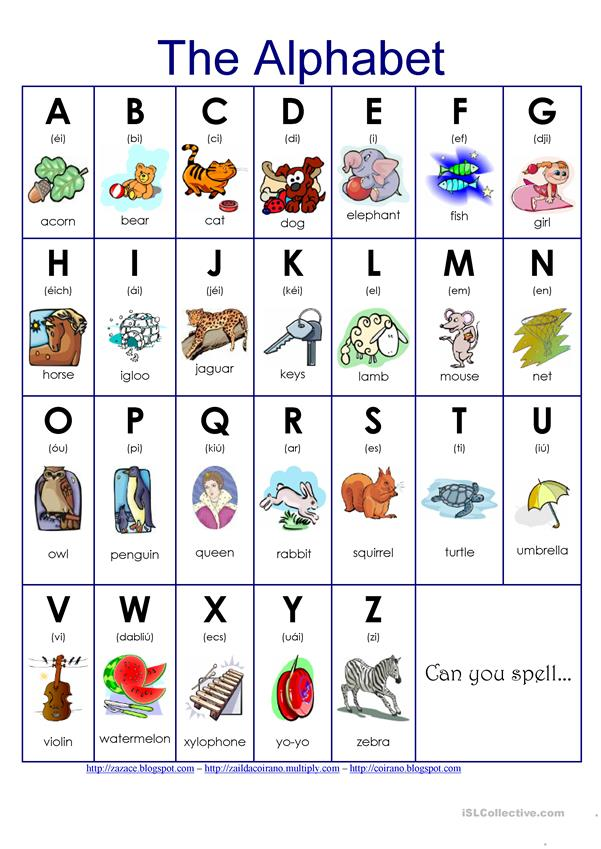 The Alphabet
A B C D E F G
(éi) (bi) (ci) (di) (i) (ef) (dji)
acorn bear cat dog elephant fish girl
H I J K L M N
(éich) (ái) (jéi) (kéi) (el) (em) (en)
horse igloo jaguar keys lamb mouse net
O P Q R S T U
(óu) (pi) (kiú) (ar) (es) (ti) (iú)
owl penguin queen rabbit squirrel turtle umbrella
V W X Y Z
(vi) (dabliú) (ecs) (uái) (zi)
Can you spell...
violin watermelon xylophone yo-yo zebra
http://zazace.blogspot.com – http://zaildacoirano.multiply.com – http://coirano.blogspot.com
iSLCollective.com